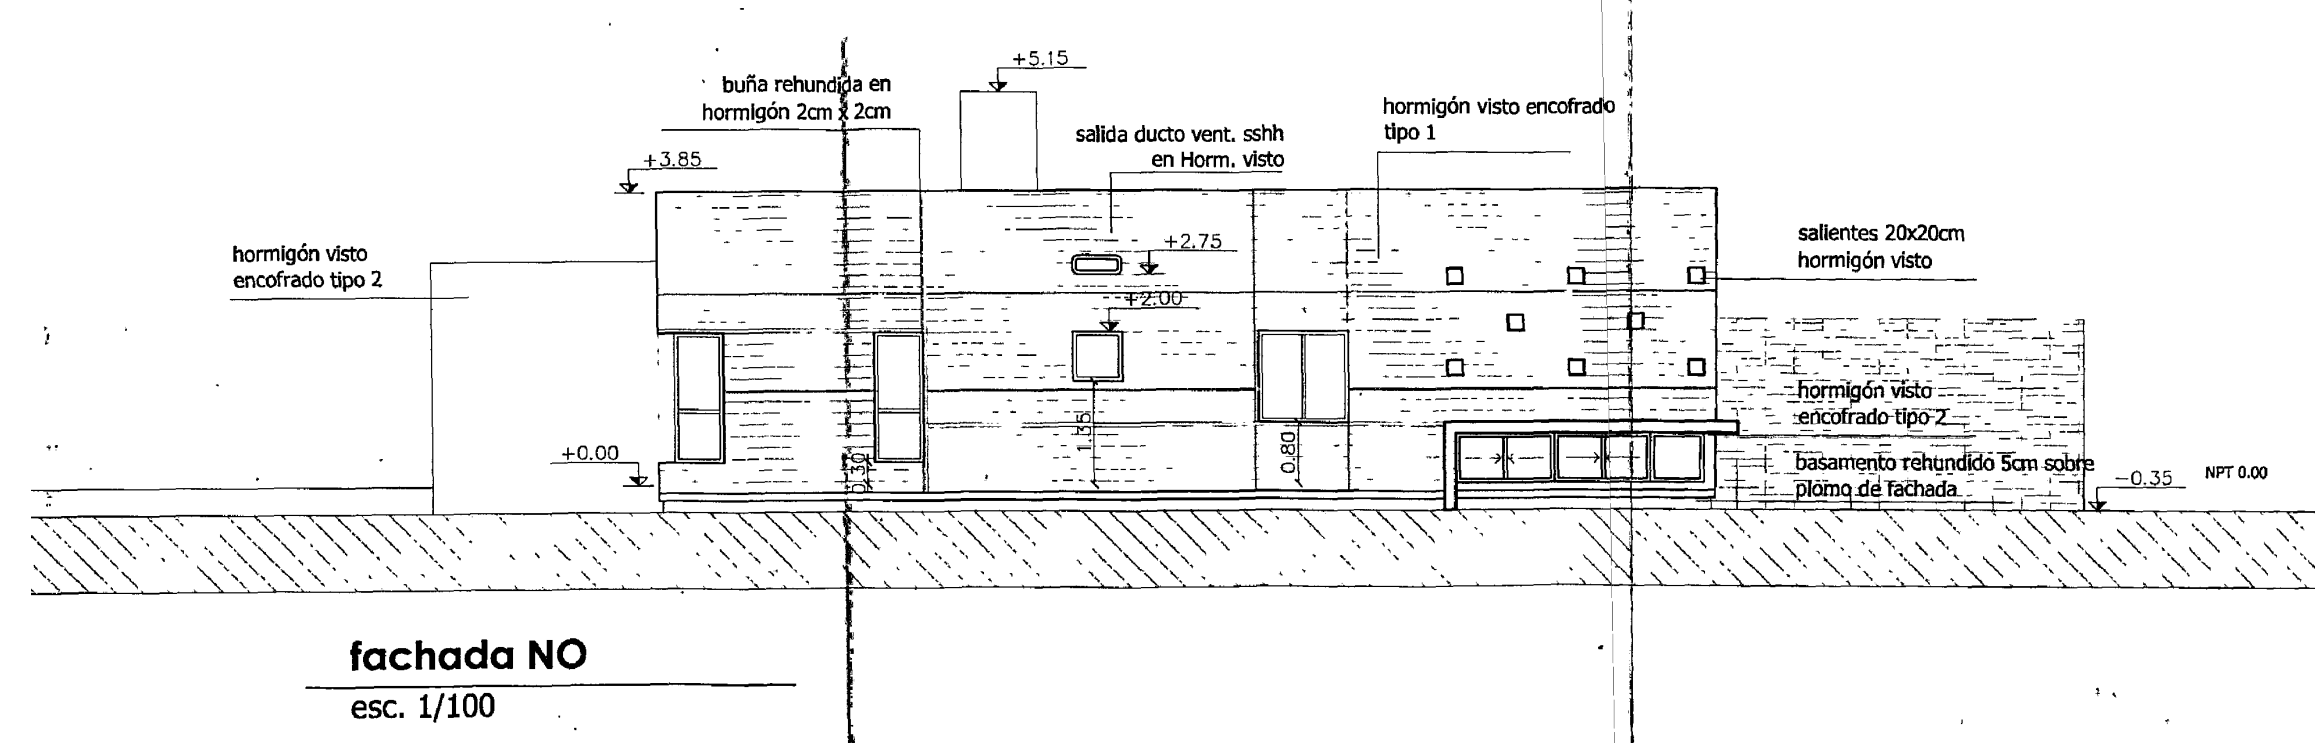 +5.15
buña rehundida en
hormigón 2cm x 2cm
hormigón visto encofrado
tipo 1
salida ducto vent. sshh
en Horm. visto
+3.85
salientes 20x20cm
hormigón visto
+2.75
hormigón visto
encofrado tipo 2
+2.00
hormigón visto
encofrado tipo 2
1.35
0.80
+0.00
0.30
basamento rehundido 5cm sobre
plomo de fachada
-0.35
NPT 0.00
fachada NO
esc. 1/100